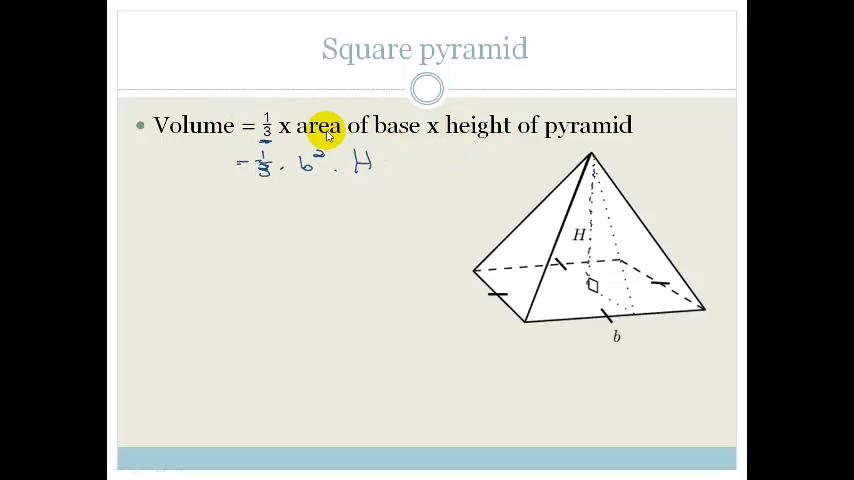 Square pyramid
• Volume = 1/3 x area of base x height of pyramid
= 1/3 . b² . H
H
b